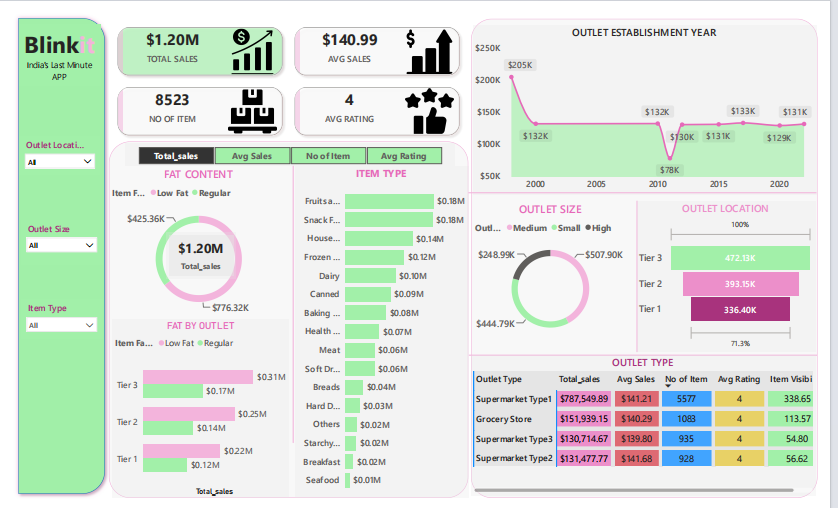 Blinkit
India's Last Minute
APP
Outlet Locati...
All
Outlet Size
All
Item Type
All
$1.20M
TOTAL SALES
$140.99
AVG SALES
8523
NO OF ITEM
4
AVG RATING
Total_sales
Avg Sales
No of Item
Avg Rating
FAT CONTENT
Item F... Low Fat Regular
$425.36K
$1.20M
Total_sales
$776.32K
FAT BY OUTLET
Item Fa... Low Fat Regular
Tier 3 $0.31M
$0.17M
Tier 2 $0.25M
$0.14M
Tier 1 $0.22M
$0.12M
Total_sales
ITEM TYPE
Fruits a... $0.18M
Snack F... $0.18M
House... $0.14M
Frozen ... $0.12M
Dairy $0.10M
Canned $0.09M
Baking ... $0.08M
Health ... $0.07M
Meat $0.06M
Soft Dr... $0.06M
Breads $0.04M
Hard D... $0.03M
Others $0.02M
Starchy... $0.02M
Breakfast $0.02M
Seafood $0.01M
OUTLET ESTABLISHMENT YEAR
$250K
$200K
$150K
$100K
$50K
$205K
$132K
$132K
$78K
$130K
$131K
$133K
$129K
$131K
2000 2005 2010 2015 2020
OUTLET SIZE
Outl... Medium Small High
$248.99K
$507.90K
$444.79K
OUTLET LOCATION
100%
Tier 3 472.13K
Tier 2 393.15K
Tier 1 336.40K
71.3%
OUTLET TYPE
Outlet Type Total_sales Avg Sales No of Item Avg Rating Item Visibi
Supermarket Type1 $787,549.89 $141.21 5577 4 338.65
Grocery Store $151,939.15 $140.29 1083 4 113.57
Supermarket Type3 $130,714.67 $139.80 935 4 54.80
Supermarket Type2 $131,477.77 $141.68 928 4 56.62